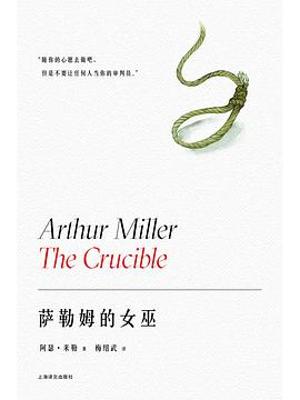 “随你的心愿去做吧，
但是不要让任何人当你的审判员。”
Arthur Miller
The Crucible
萨勒姆的女巫
阿瑟·米勒 著 梅绍武 译
上海译文出版社